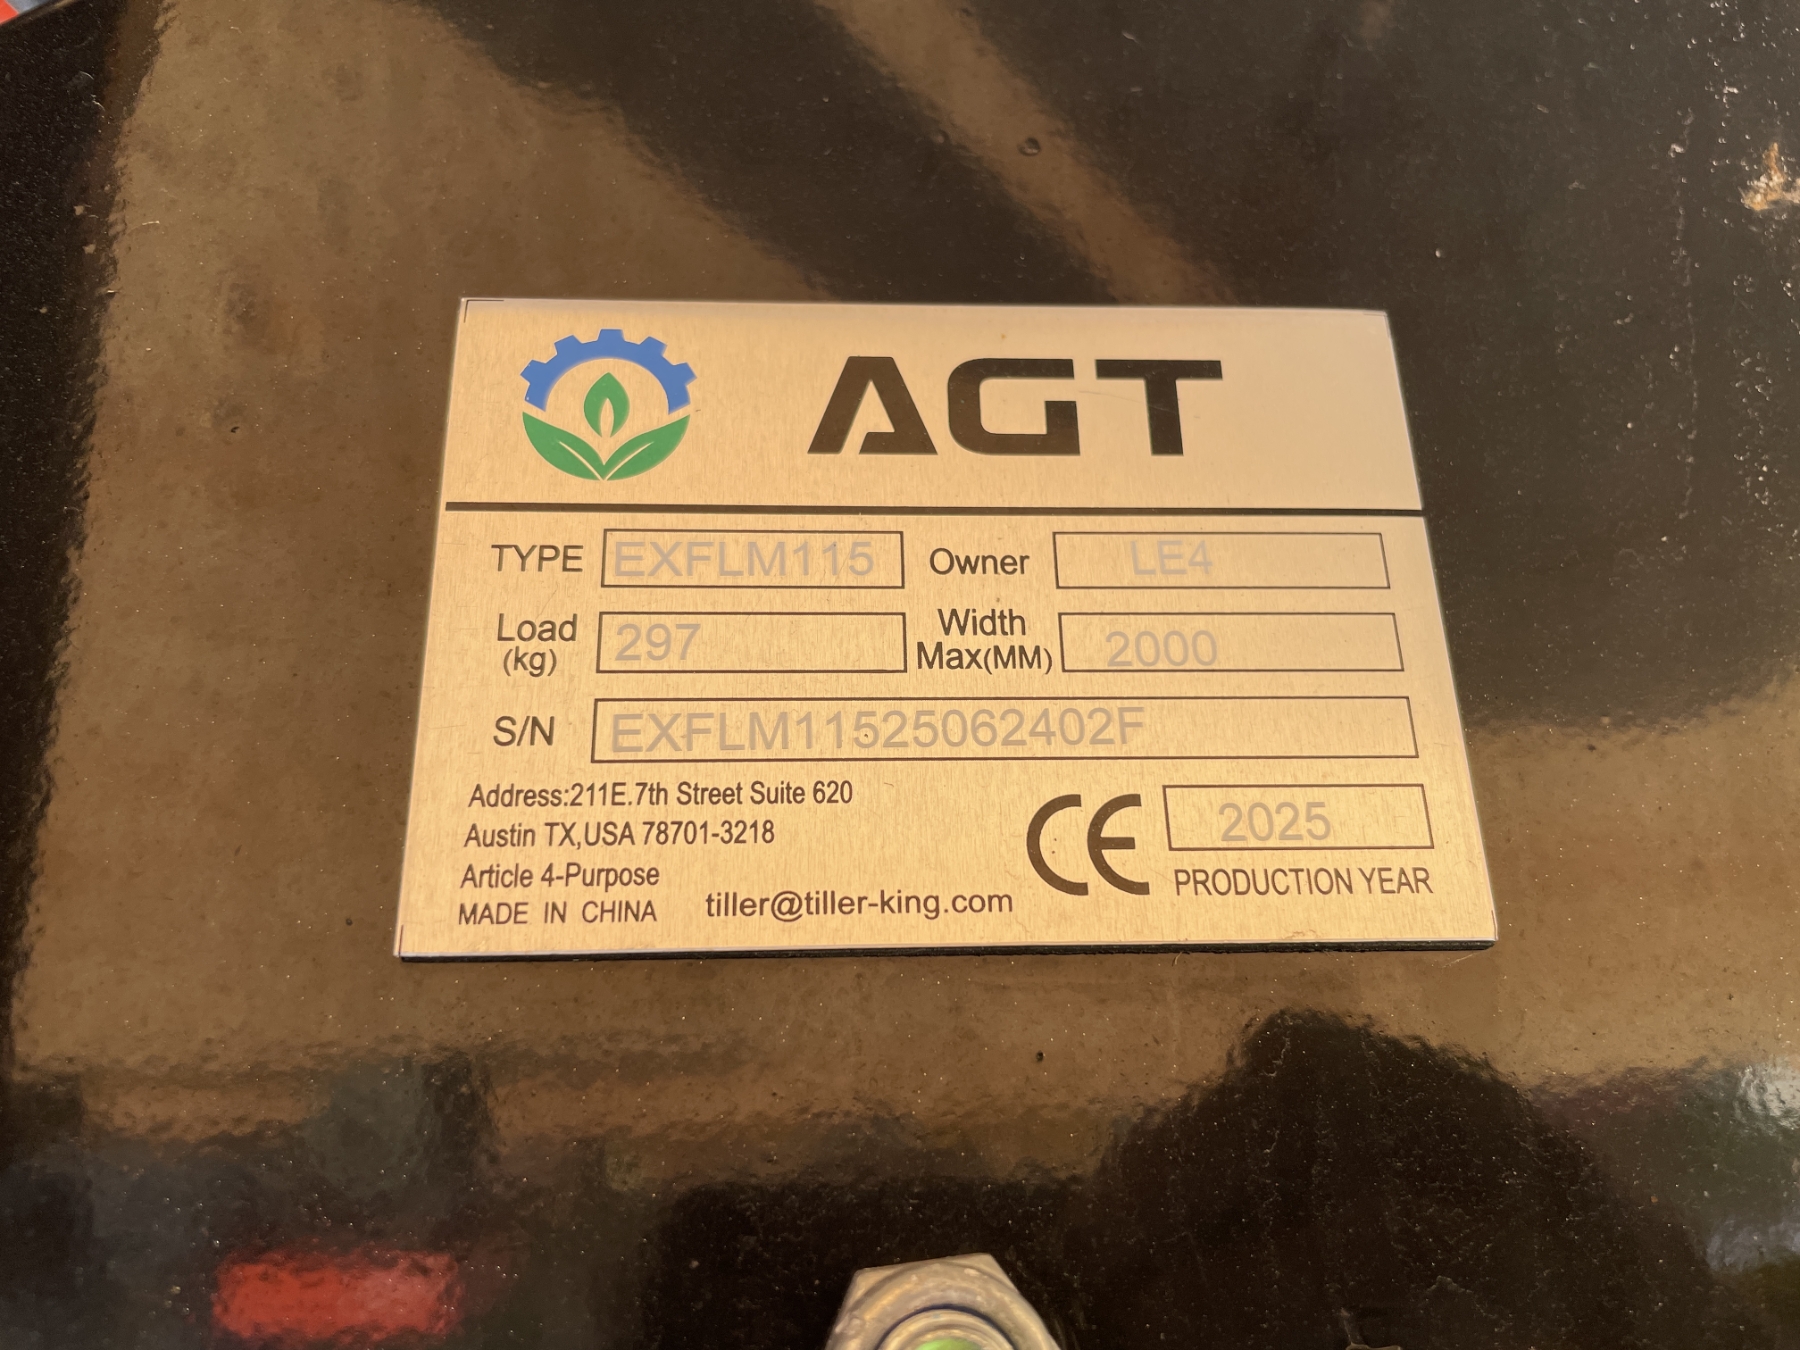 AGT
TYPE EXFLM115 Owner LE4
Load (kg) 297 Width Max(MM) 2000
S/N EXFLM11525062402F
Address:211E.7th Street Suite 620
Austin TX,USA 78701-3218
Article 4-Purpose
MADE IN CHINA
tiller@tiller-king.com
CE 2025
PRODUCTION YEAR